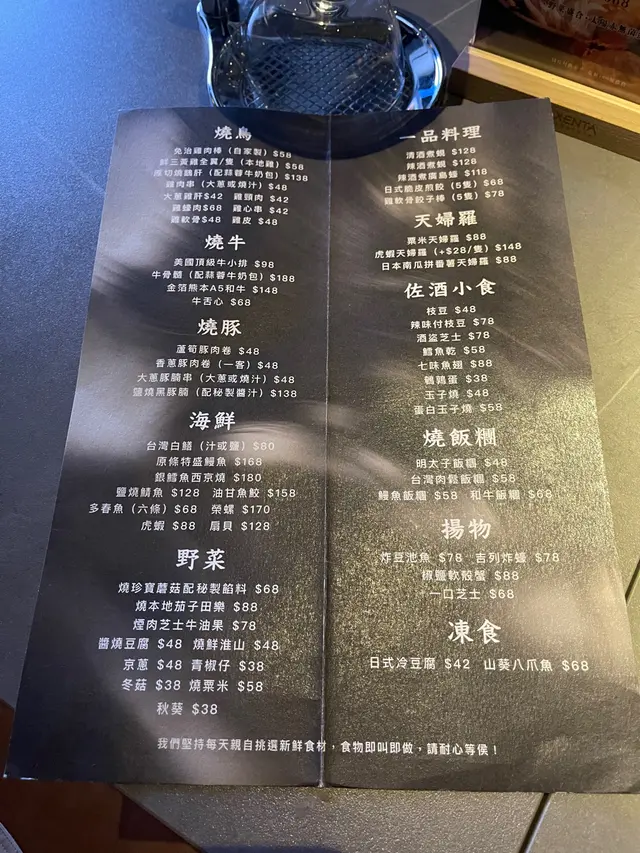 燒鳥
免治雞肉棒（自家製）$58
鮮三黃雞全翼/隻（本地雞）$58
厚切燒鵝肝（配蒜蓉牛奶包）$138
雞肉串（大蔥或燒汁）$48
大蔥雞肝 $42 雞頸肉 $42
雞蠔肉$68 雞心串 $42
雞軟骨$48 雞皮 $48
燒牛
美國頂級牛小排 $98
牛骨髓（配蒜蓉牛奶包）$188
金箔熊本A5和牛 $148
牛舌心 $68
燒豚
蘆筍豚肉卷 $48
香蔥豚肉卷（一客）$48
大蔥豚腩串（大蔥或燒汁）$48
鹽燒黑豚腩（配秘製醬汁）$138
海鮮
台灣白鱔（汁或鹽）$80
原條特盛鰻魚 $168
銀鱈魚西京燒 $180
鹽燒鯖魚 $128 油甘魚鮫 $158
多春魚（六條）$68 榮螺 $170
虎蝦 $88 扇貝 $128
野菜
燒珍寶蘑菇配秘製餡料 $68
燒本地茄子田樂 $88
煙肉芝士牛油果 $78
醬燒豆腐 $48 燒鮮淮山 $48
京蔥 $48 青椒仔 $38
冬菇 $38 燒粟米 $58
秋葵 $38
一品料理
清酒煮蜆 $128
辣酒煮蜆 $128
辣酒煮廣島蠔 $118
日式脆皮煎餃（5隻）$68
雞軟骨餃子棒（5隻）$78
天婦羅
粟米天婦羅 $88
虎蝦天婦羅（+$28/隻）$148
日本南瓜拼番薯天婦羅 $88
佐酒小食
枝豆 $48
辣味付枝豆 $78
酒盜芝士 $78
鱈魚乾 $58
七味魚翅 $88
鵪鶉蛋 $38
玉子燒 $48
蛋白玉子燒 $58
燒飯糰
明太子飯糰 $48
台灣肉鬆飯糰 $58
鰻魚飯糰 $58 和牛飯糰 $68
揚物
炸豆池魚 $78 吉列炸蠔 $78
椒鹽軟殼蟹 $88
一口芝士 $68
凍食
日式冷豆腐 $42 山葵八爪魚 $68
我們堅持每天親自挑選新鮮食材，食物即叫即做，請耐心等侯！